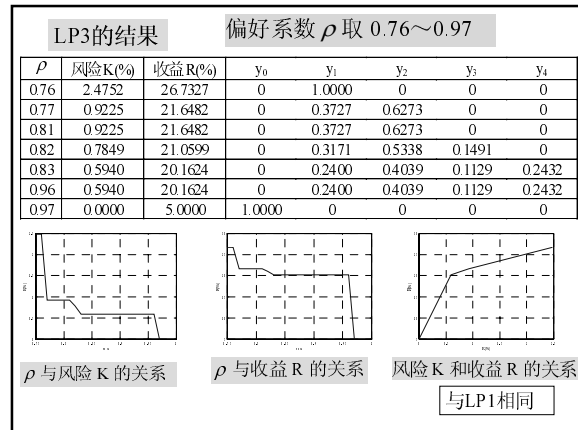 LP3的结果
偏好系数 ρ 取 0.76～0.97
ρ 风险K(%) 收益R(%) y₀ y₁ y₂ y₃ y₄
0.76 2.4752 26.7327 0 1.0000 0 0 0
0.77 0.9225 21.6482 0 0.3727 0.6273 0 0
0.81 0.9225 21.6482 0 0.3727 0.6273 0 0
0.82 0.7849 21.0599 0 0.3171 0.5338 0.1491 0
0.83 0.5940 20.1624 0 0.2400 0.4039 0.1129 0.2432
0.96 0.5940 20.1624 0 0.2400 0.4039 0.1129 0.2432
0.97 0.0000 5.0000 1.0000 0 0 0 0
ρ 与风险 K 的关系
ρ 与收益 R 的关系
风险 K 和收益 R 的关系
与LP1相同